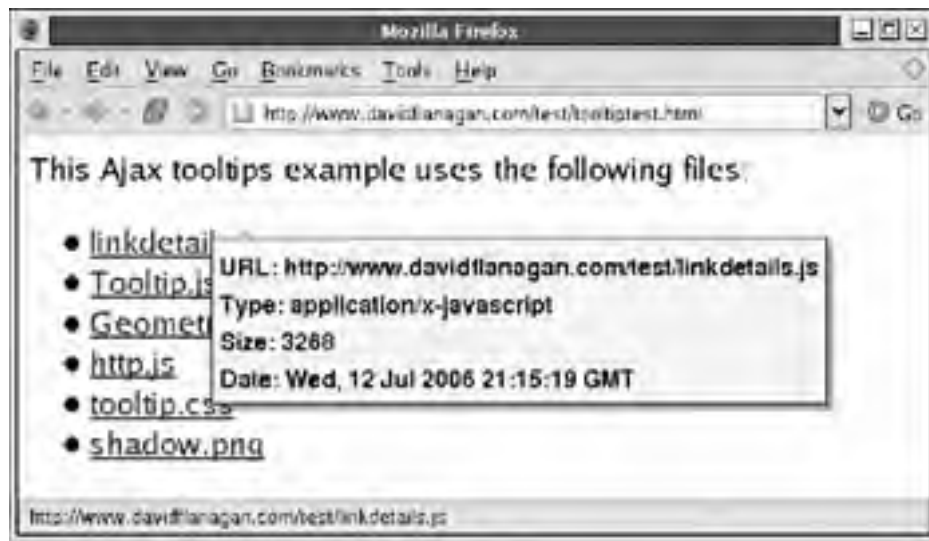 Mozilla Firefox
File Edit View Go Bookmarks Tools Help
http://www.davidflanagan.com/test/tooltiptest.html Go
This Ajax tooltips example uses the following files:
linkdetail
Tooltip.js
Geomet
http.js
tooltip.css
shadow.png
URL: http://www.davidflanagan.com/test/linkdetails.js
Type: application/x-javascript
Size: 3268
Date: Wed, 12 Jul 2006 21:15:19 GMT
http://www.davidflanagan.com/test/linkdetails.js